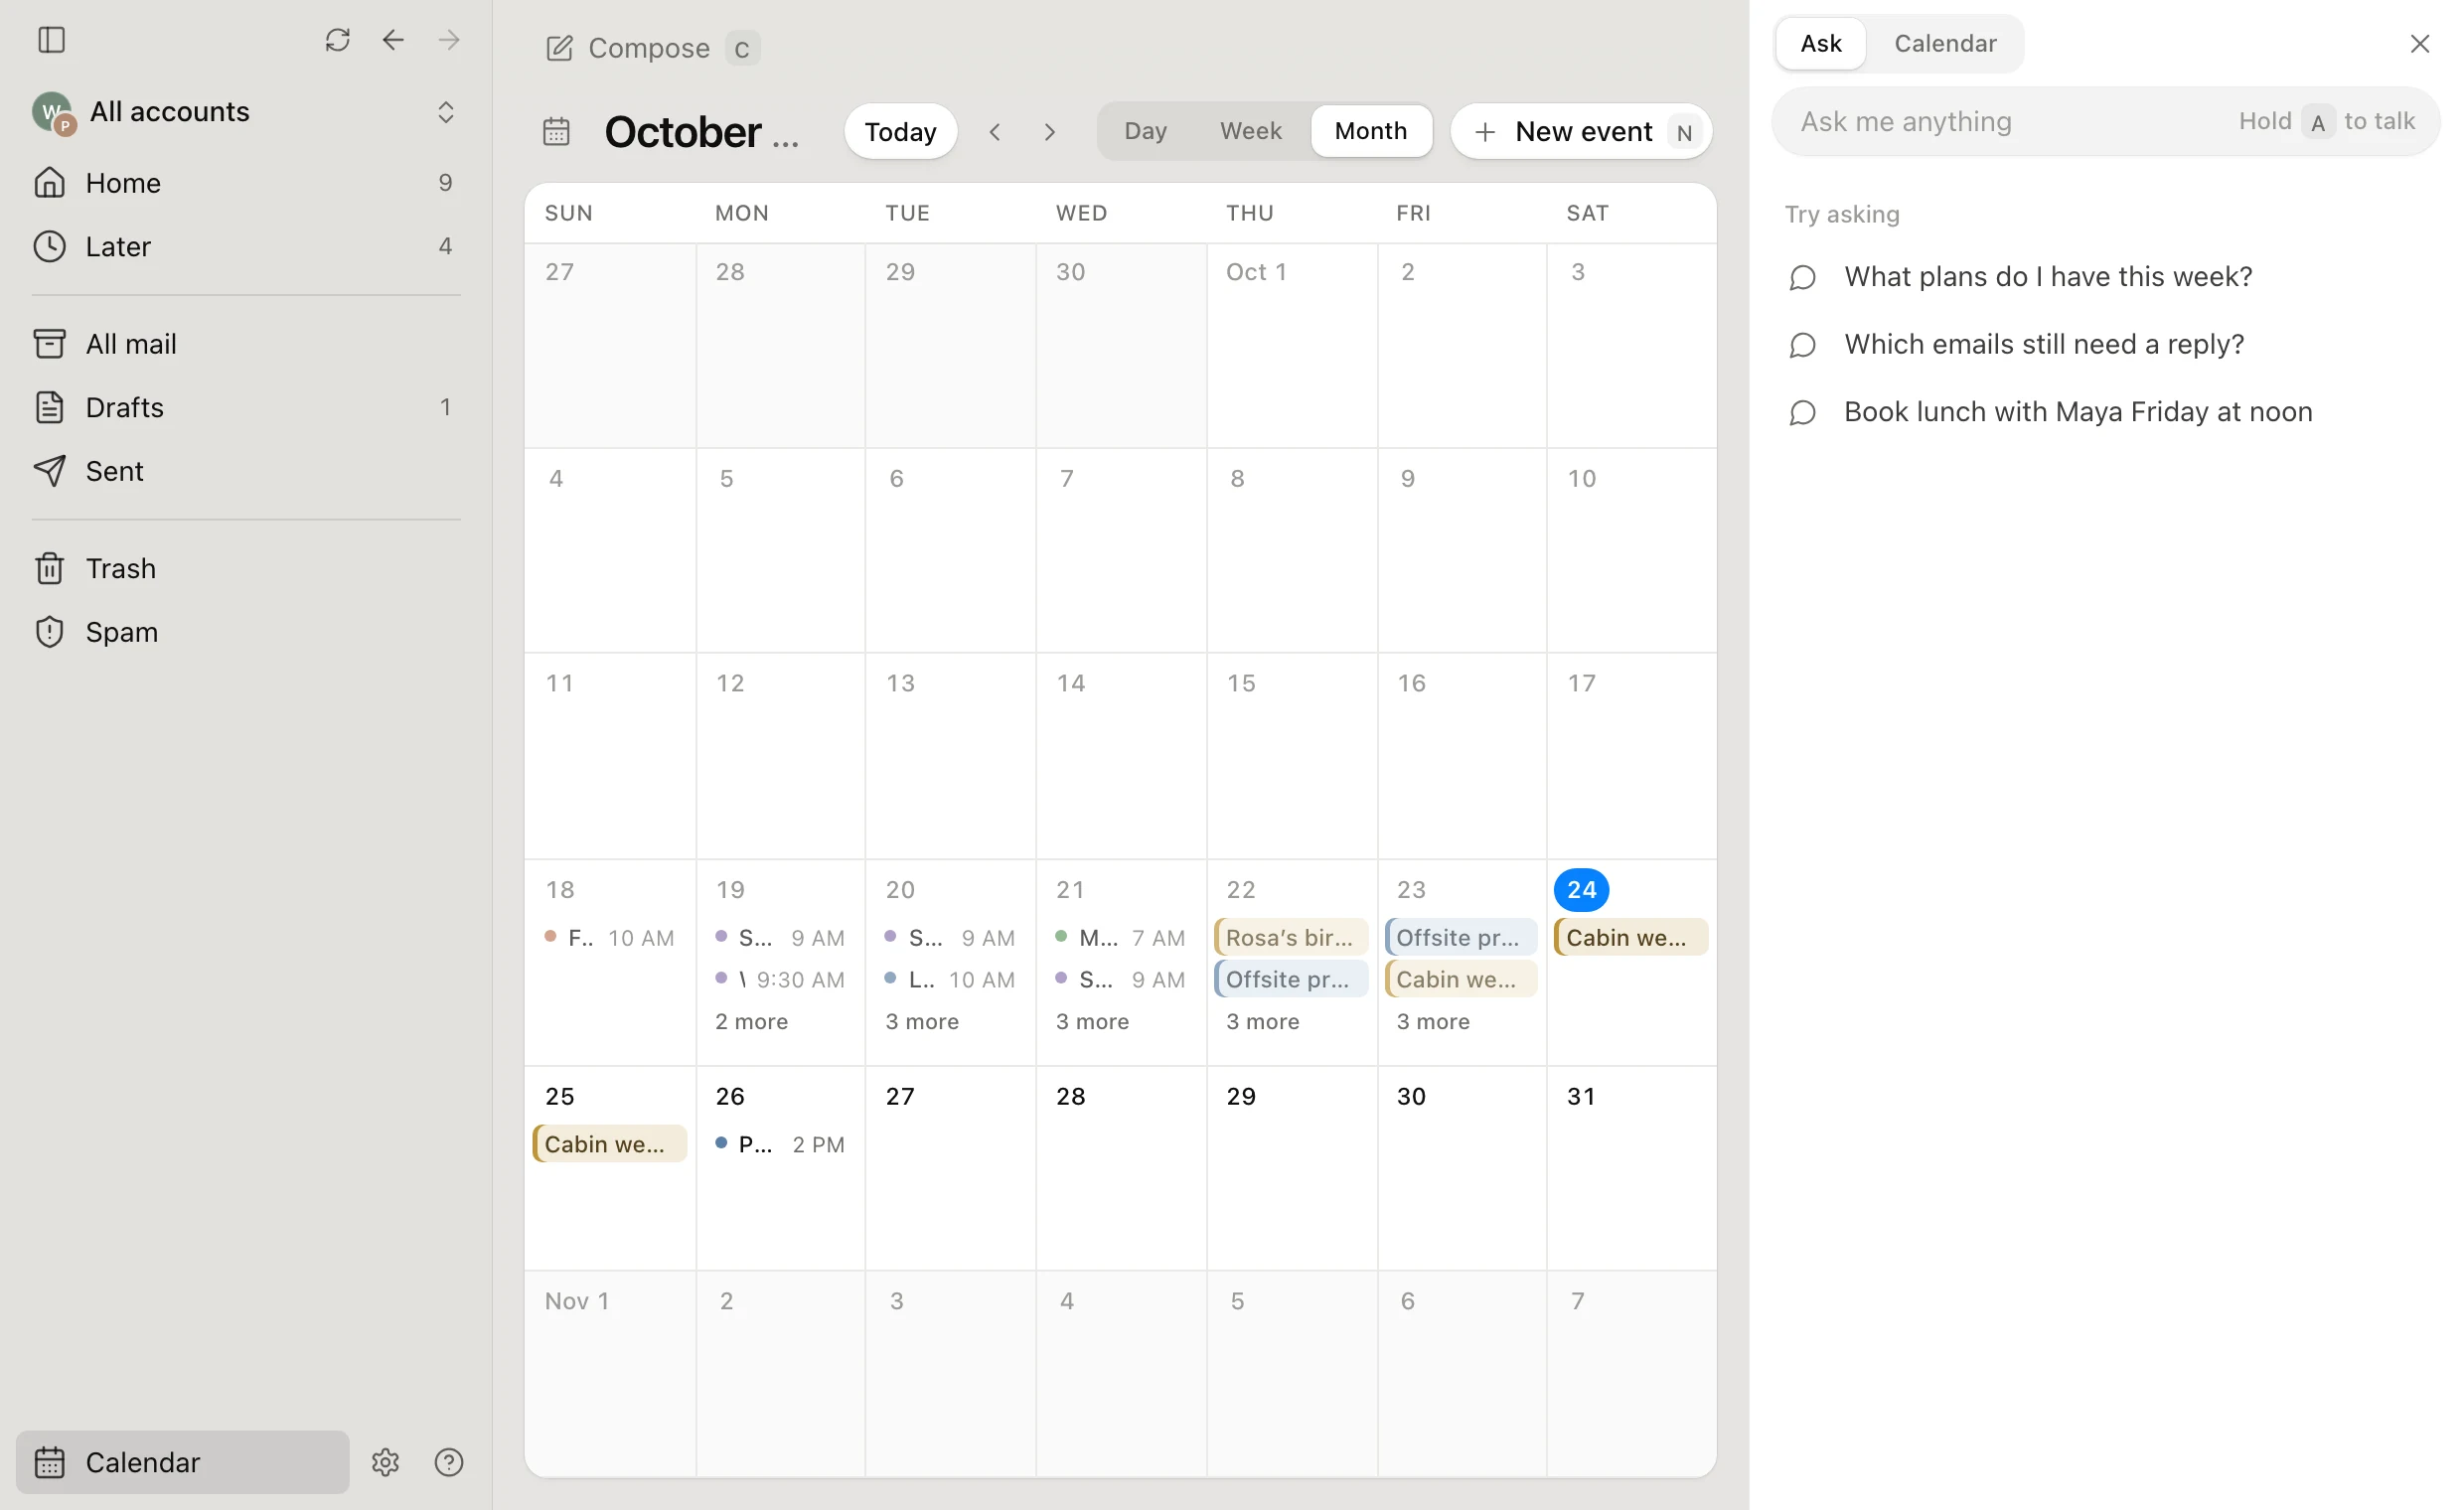 W P All accounts
Home 9
Later 4
All mail
Drafts 1
Sent
Trash
Spam
Calendar
Compose C
October ...
Today
Day Week Month
New event N
SUN MON TUE WED THU FRI SAT
27 28 29 30 Oct 1 2 3
4 5 6 7 8 9 10
11 12 13 14 15 16 17
18 19 20 21 22 23 24
F.. 10 AM S... 9 AM S... 9 AM M... 7 AM Rosa’s bir... Offsite pr... Cabin we...
9:30 AM L.. 10 AM S... 9 AM Offsite pr... Cabin we...
2 more 3 more 3 more 3 more 3 more
25 26 27 28 29 30 31
Cabin we... P... 2 PM
Nov 1 2 3 4 5 6 7
Ask Calendar
Ask me anything Hold A to talk
Try asking
What plans do I have this week?
Which emails still need a reply?
Book lunch with Maya Friday at noon